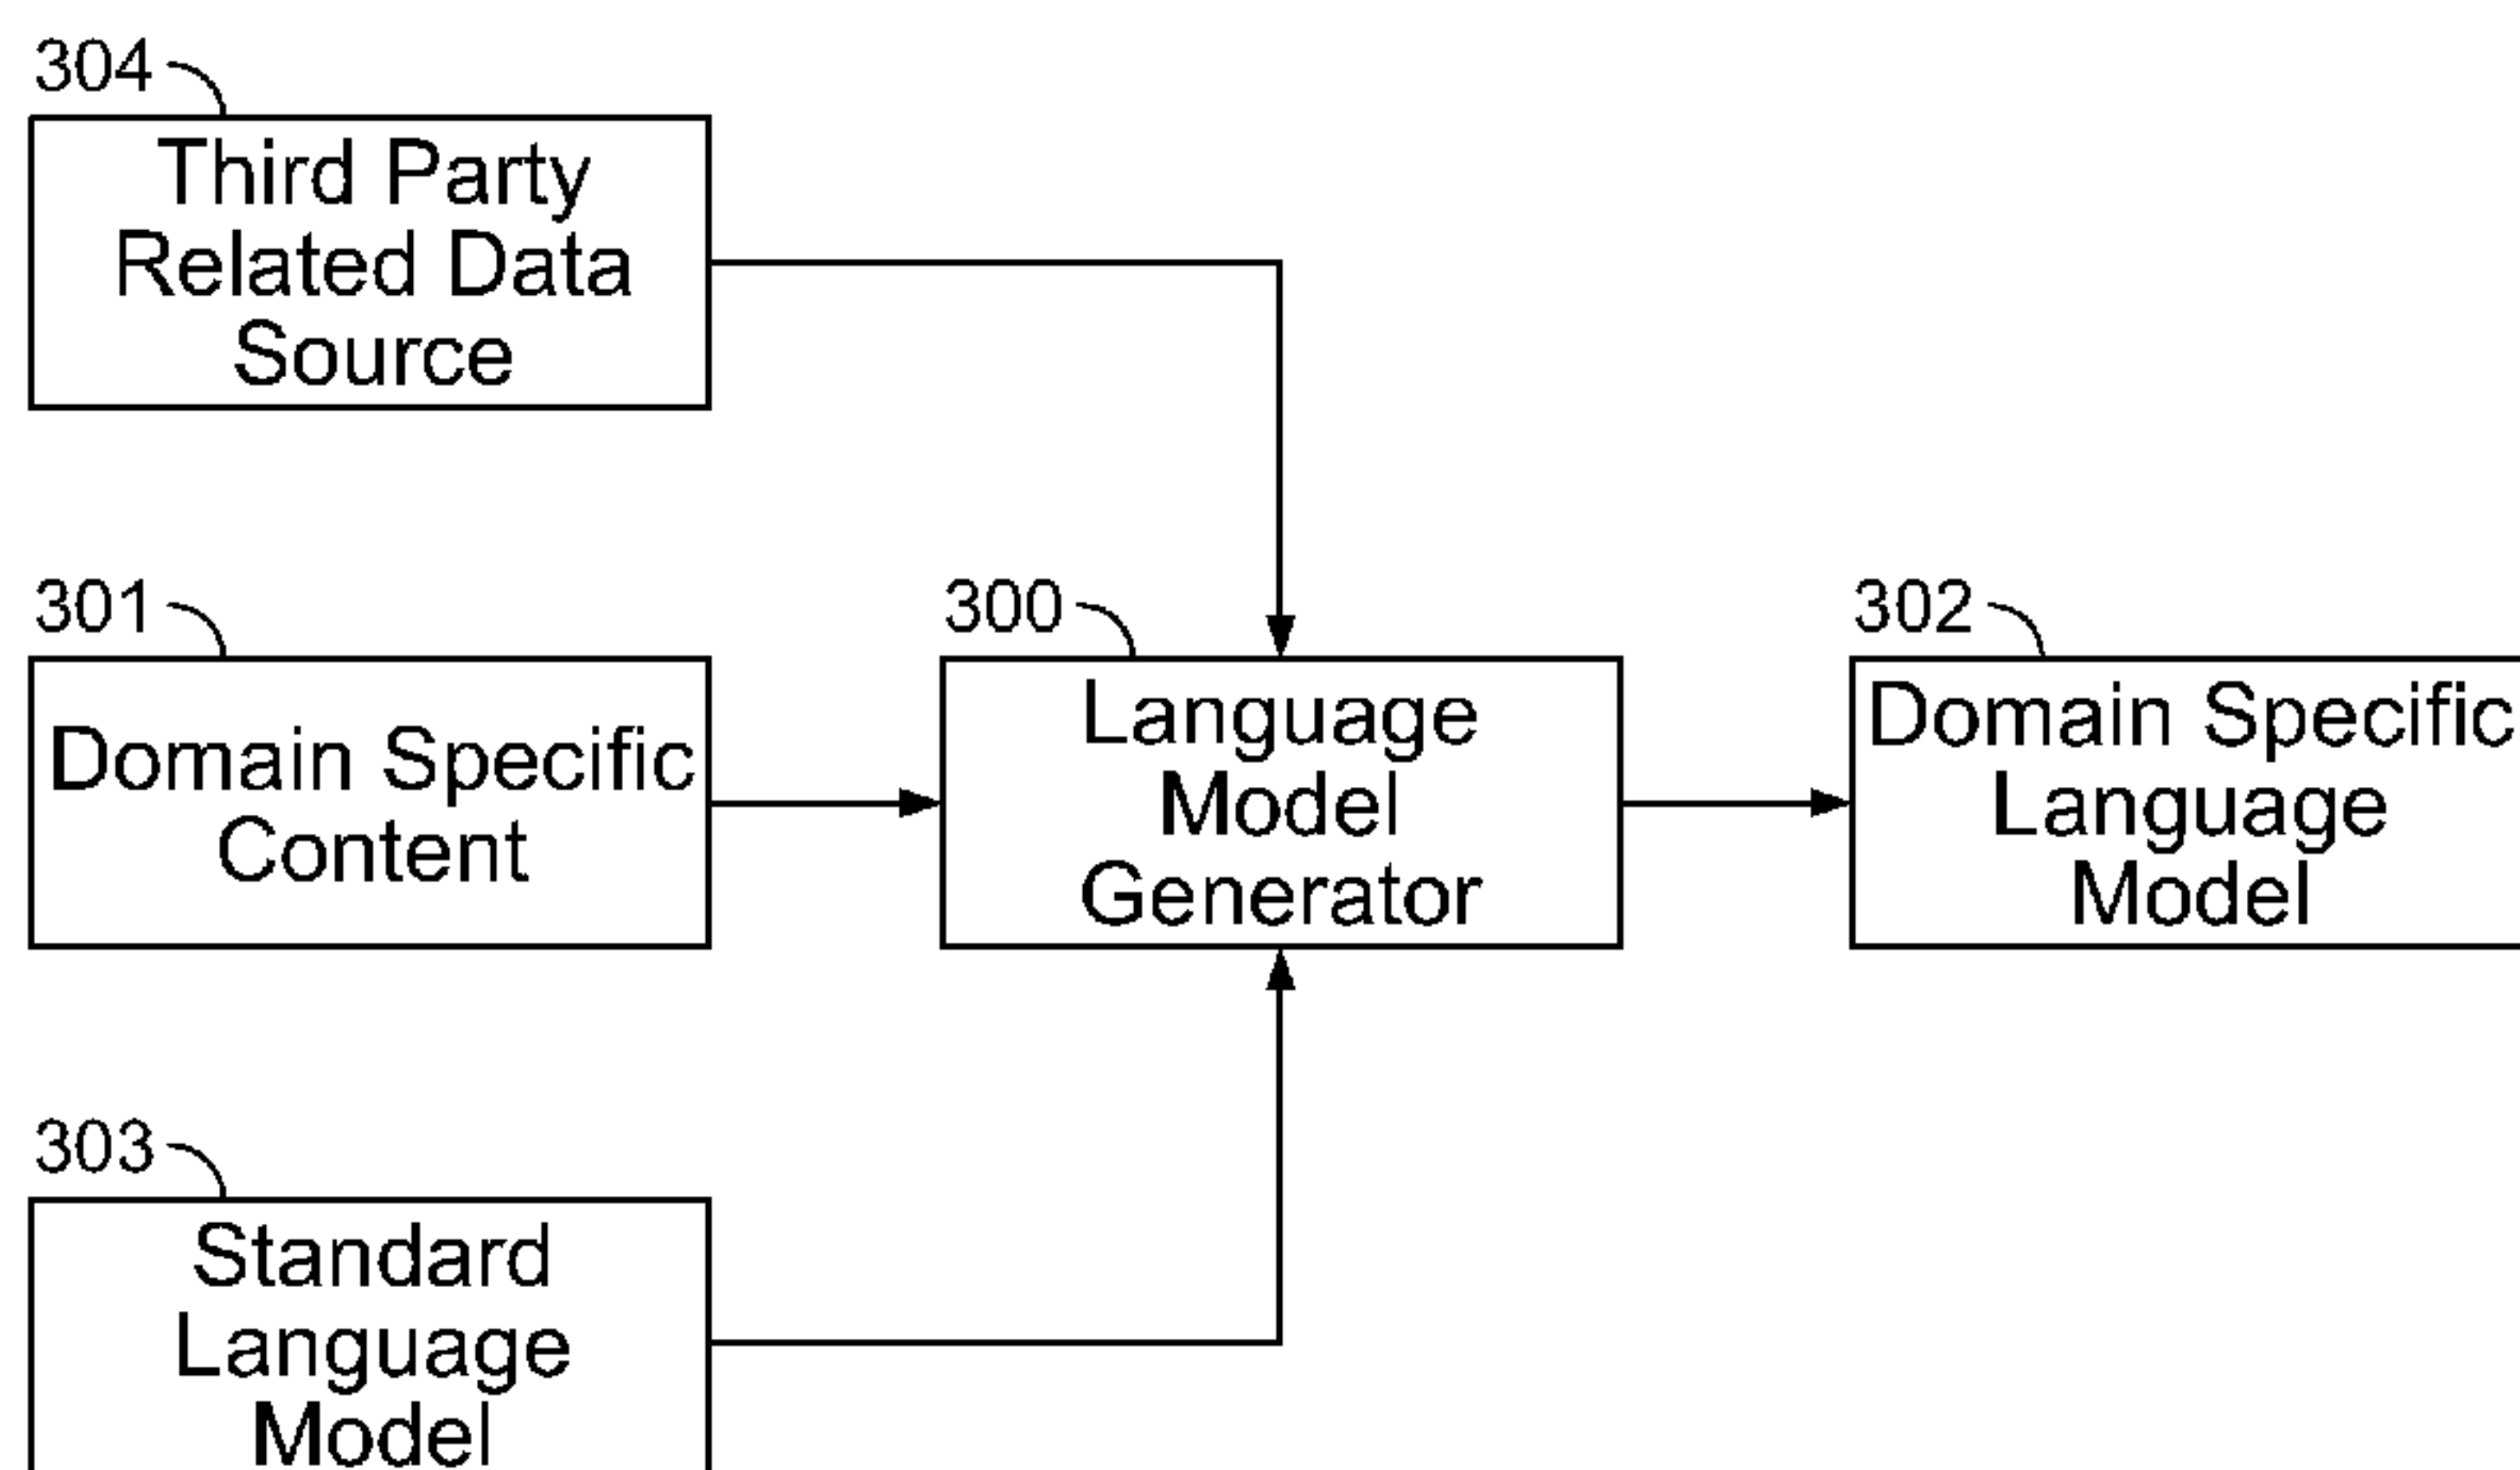 304
Third Party
Related Data
Source
301
Domain Specific
Content
300
Language
Model
Generator
302
Domain Specific
Language
Model
303
Standard
Language
Model